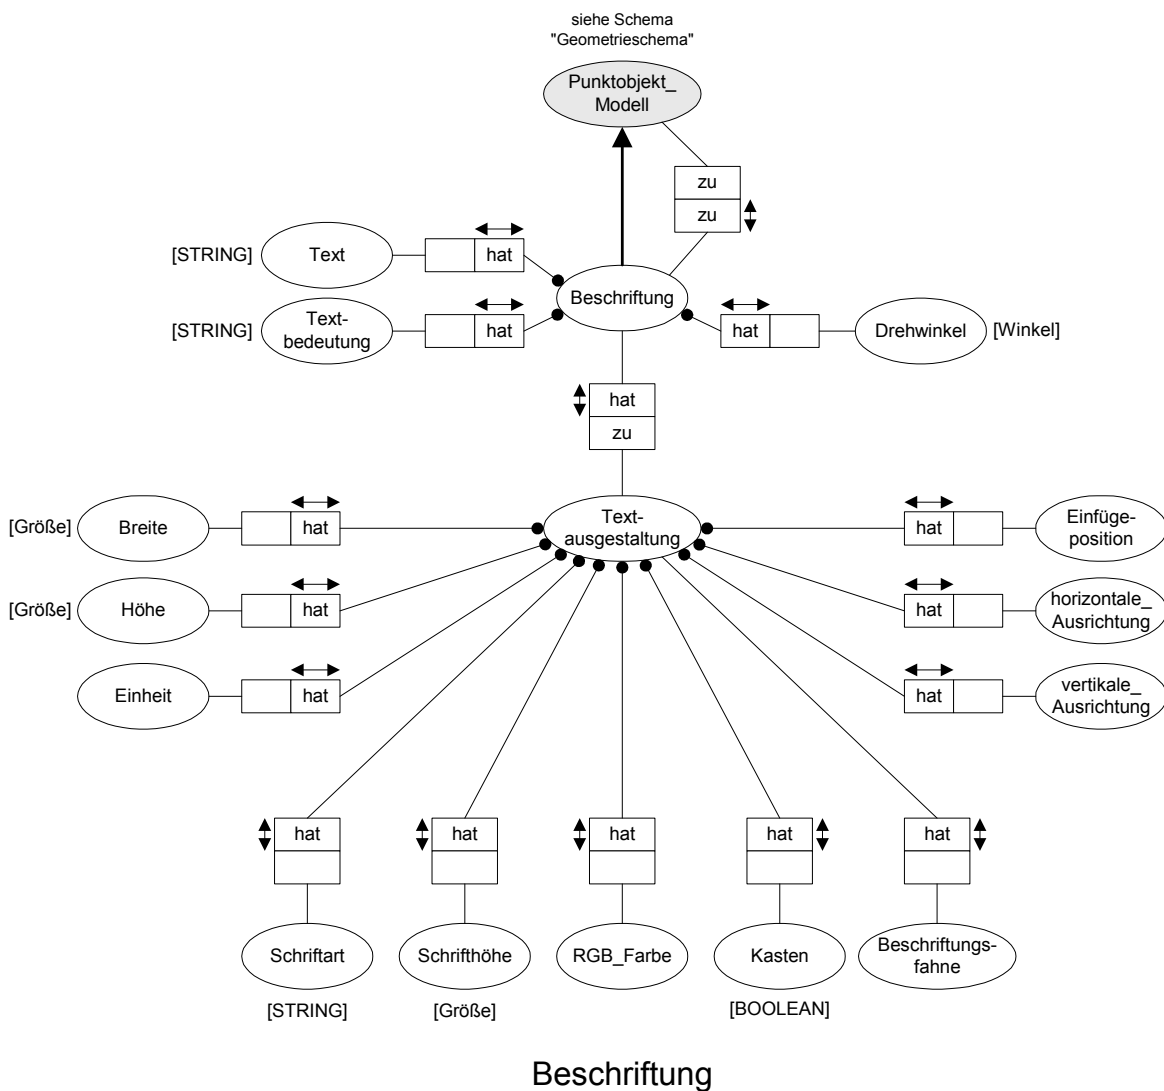 siehe Schema
"Geometrieschema"
Punktobjekt_
Modell
zu
zu
[STRING]
Text
hat
Beschriftung
[STRING]
Text-
bedeutung
hat
hat
Drehwinkel
[Winkel]
hat
zu
[Größe]
Breite
hat
Text-
ausgestaltung
hat
Einfüge-
position
[Größe]
Höhe
hat
hat
horizontale_
Ausrichtung
Einheit
hat
hat
vertikale_
Ausrichtung
hat
hat
hat
hat
hat
Schriftart
Schrifthöhe
RGB_Farbe
Kasten
Beschriftungs-
fahne
[STRING]
[Größe]
[BOOLEAN]
Beschriftung